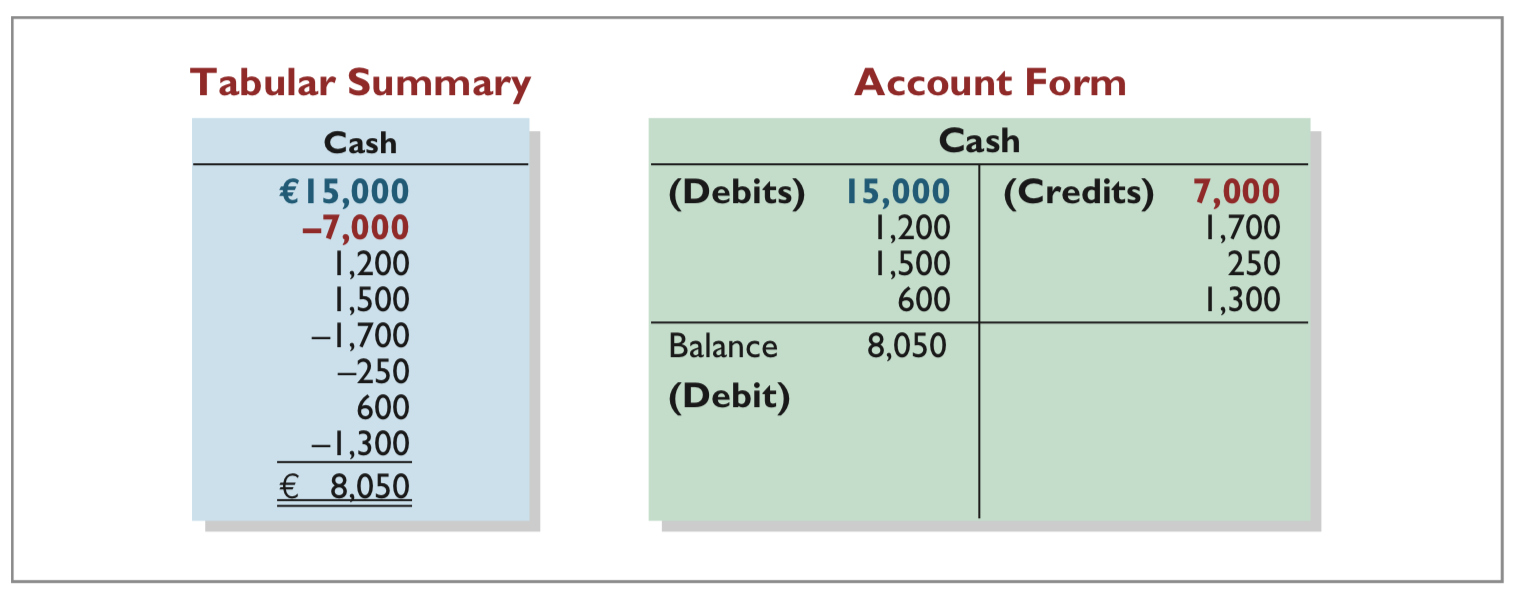 Tabular Summary
Cash
€15,000
–7,000
1,200
1,500
–1,700
–250
600
–1,300
€ 8,050
Account Form
Cash
(Debits) 15,000 (Credits) 7,000
1,200 1,700
1,500 250
600 1,300
Balance 8,050
(Debit)